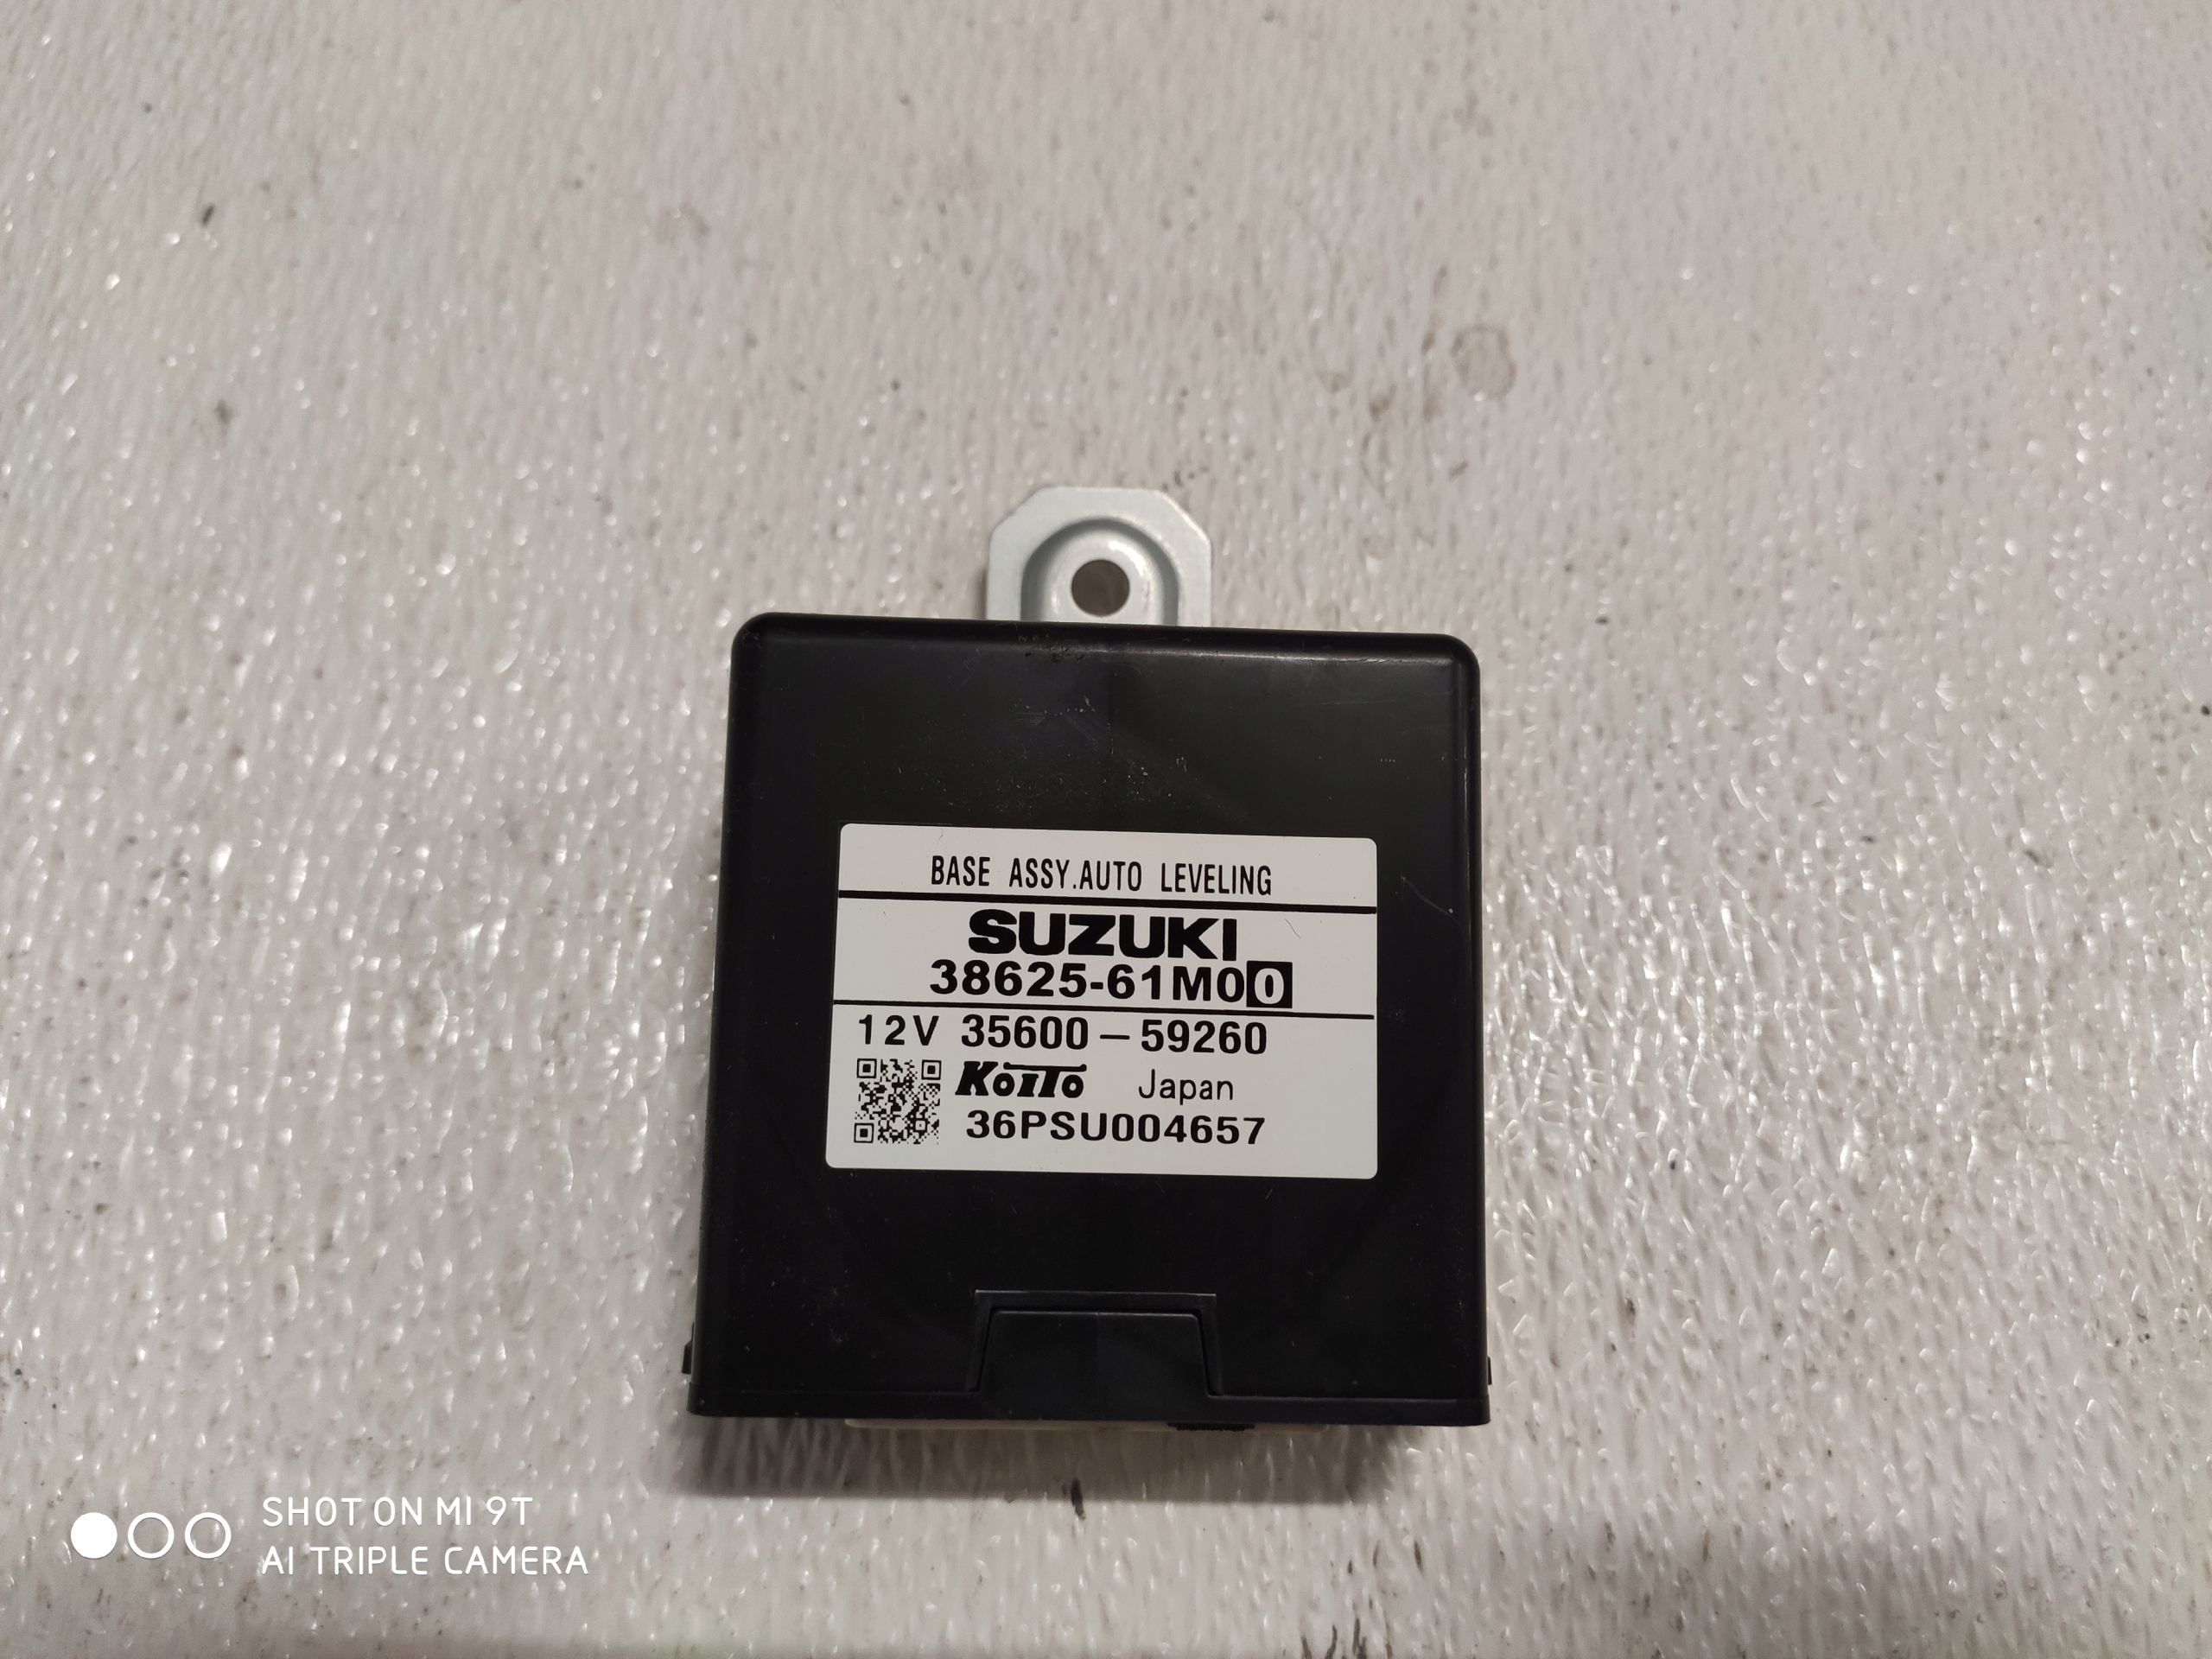 BASE ASSY.AUTO LEVELING
SUZUKI
38625-61M00
12V 35600-59260
KOITO Japan
36PSU004657
SHOT ON MI 9T
AI TRIPLE CAMERA